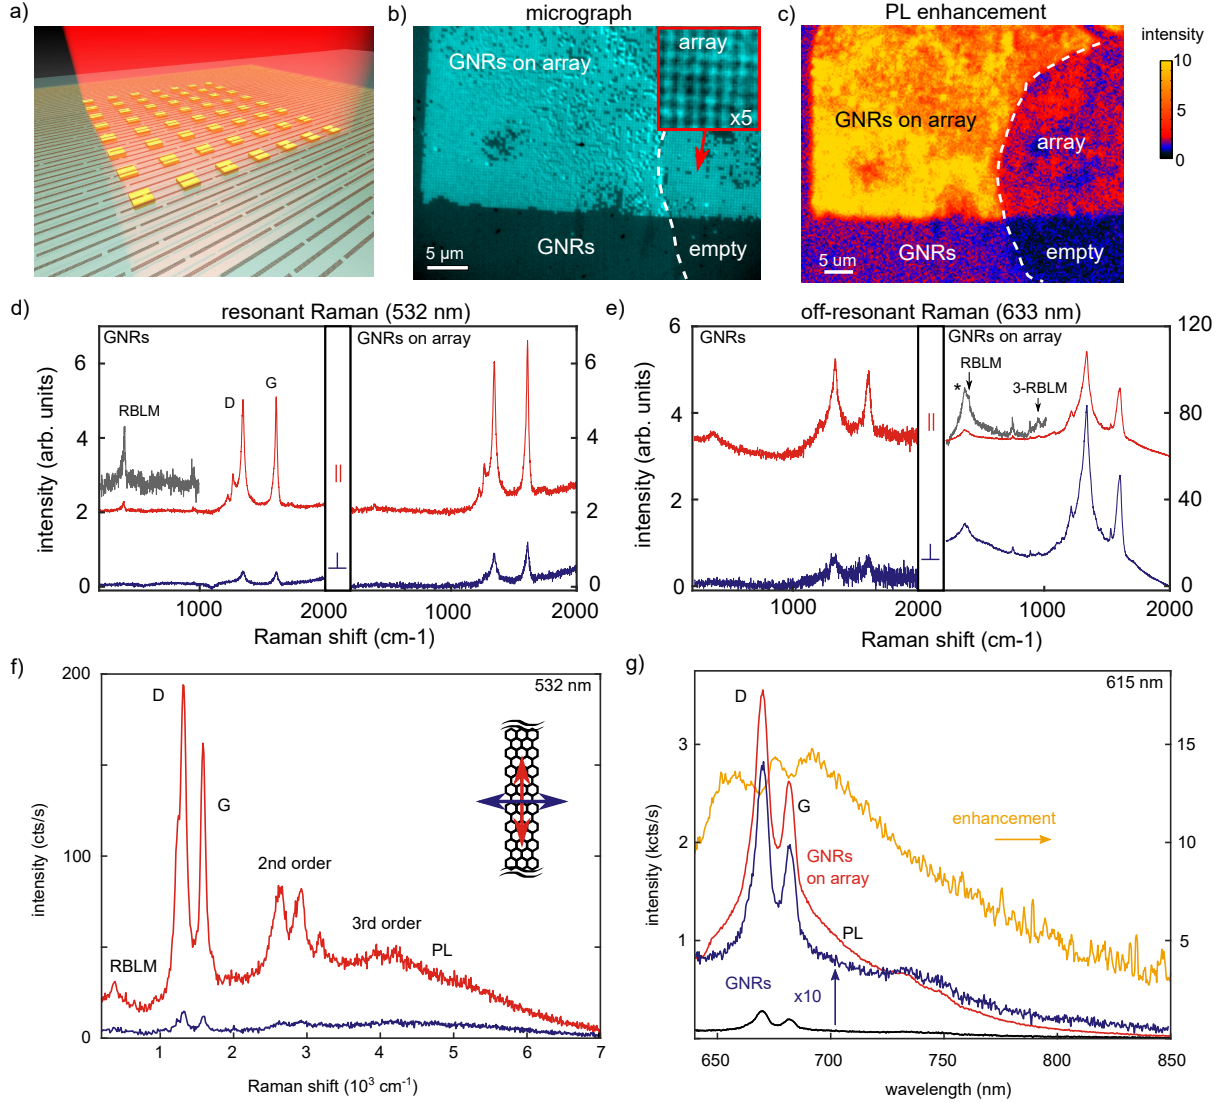 a)
b)
micrograph
GNRs on array
array
x5
GNRs
empty
5 µm
c)
PL enhancement
intensity
10
5
0
GNRs on array
array
GNRs
empty
5 um
d)
resonant Raman (532 nm)
GNRs
GNRs on array
RBLM
D
G
||
⊥
intensity (arb. units)
6
4
2
0
6
4
2
0
1000
2000
1000
2000
Raman shift (cm-1)
e)
off-resonant Raman (633 nm)
GNRs
GNRs on array
*
RBLM
3-RBLM
||
⊥
intensity (arb. units)
6
4
2
0
120
80
40
0
1000
2000
1000
2000
Raman shift (cm-1)
f)
532 nm
D
G
2nd order
3rd order
PL
RBLM
intensity (cts/s)
200
100
0
1
2
3
4
5
6
7
Raman shift (10³ cm⁻¹)
g)
615 nm
D
G
enhancement
GNRs
on array
PL
GNRs
x10
intensity (kcts/s)
3
2
1
15
10
5
650
700
750
800
850
wavelength (nm)